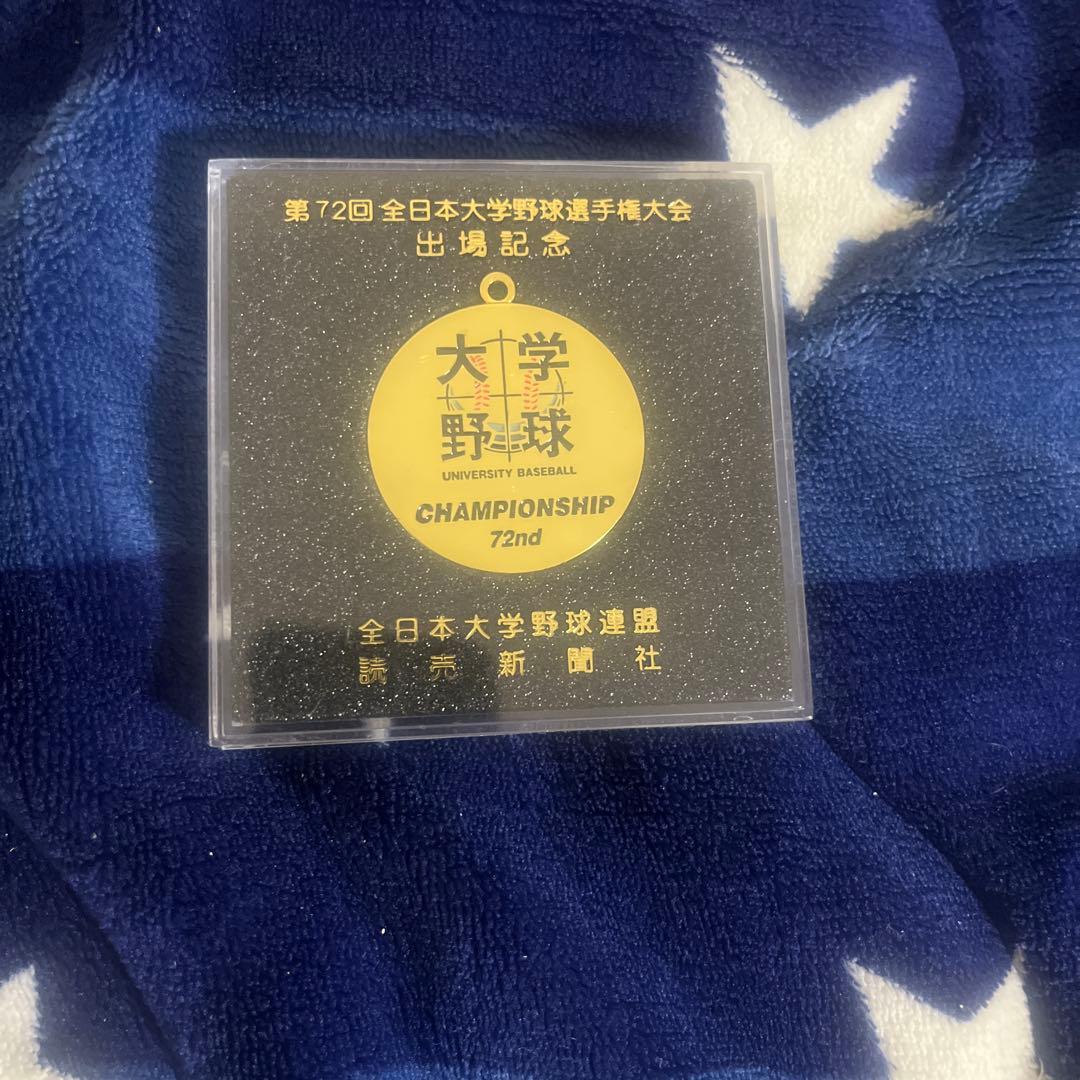 第72回 全日本大学野球選手権大会
出場記念
大学
野球
UNIVERSITY BASEBALL
CHAMPIONSHIP
72nd
全日本大学野球連盟
読売新聞社